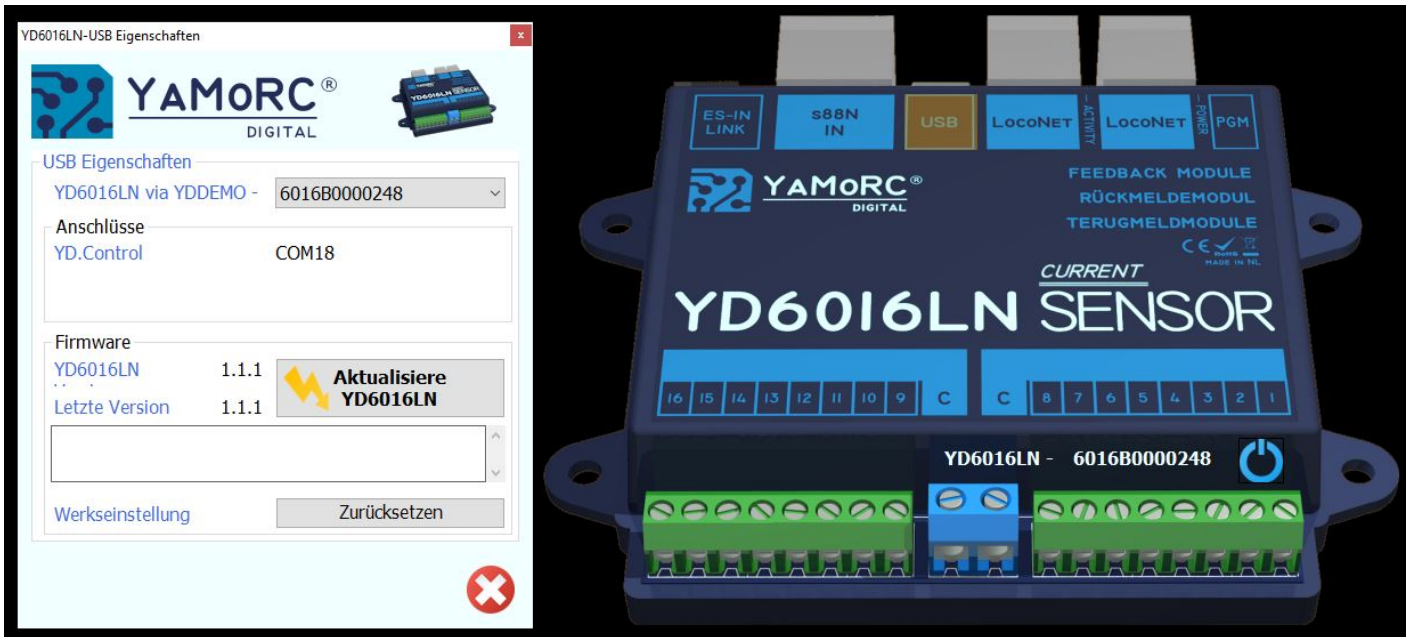 YD6016LN-USB Eigenschaften
x
YAMORC®
DIGITAL
USB Eigenschaften
YD6016LN via YDDEMO - 6016B0000248
Anschlüsse
YD.Control COM18
Firmware
YD6016LN 1.1.1
Letzte Version 1.1.1
Aktualisiere
YD6016LN
Werkseinstellung Zurücksetzen
ES-IN
LINK
S88N
IN
USB
LOCONET
- ACTIVITY
LOCONET
- POWER
PGM
YAMORC®
DIGITAL
FEEDBACK MODULE
RÜCKMELDEMODUL
TERUGMELDMODULE
CE
RoHS
MADE IN NL
CURRENT
YD6016LN SENSOR
16 15 14 13 12 11 10 9 C C 8 7 6 5 4 3 2 1
YD6016LN - 6016B0000248